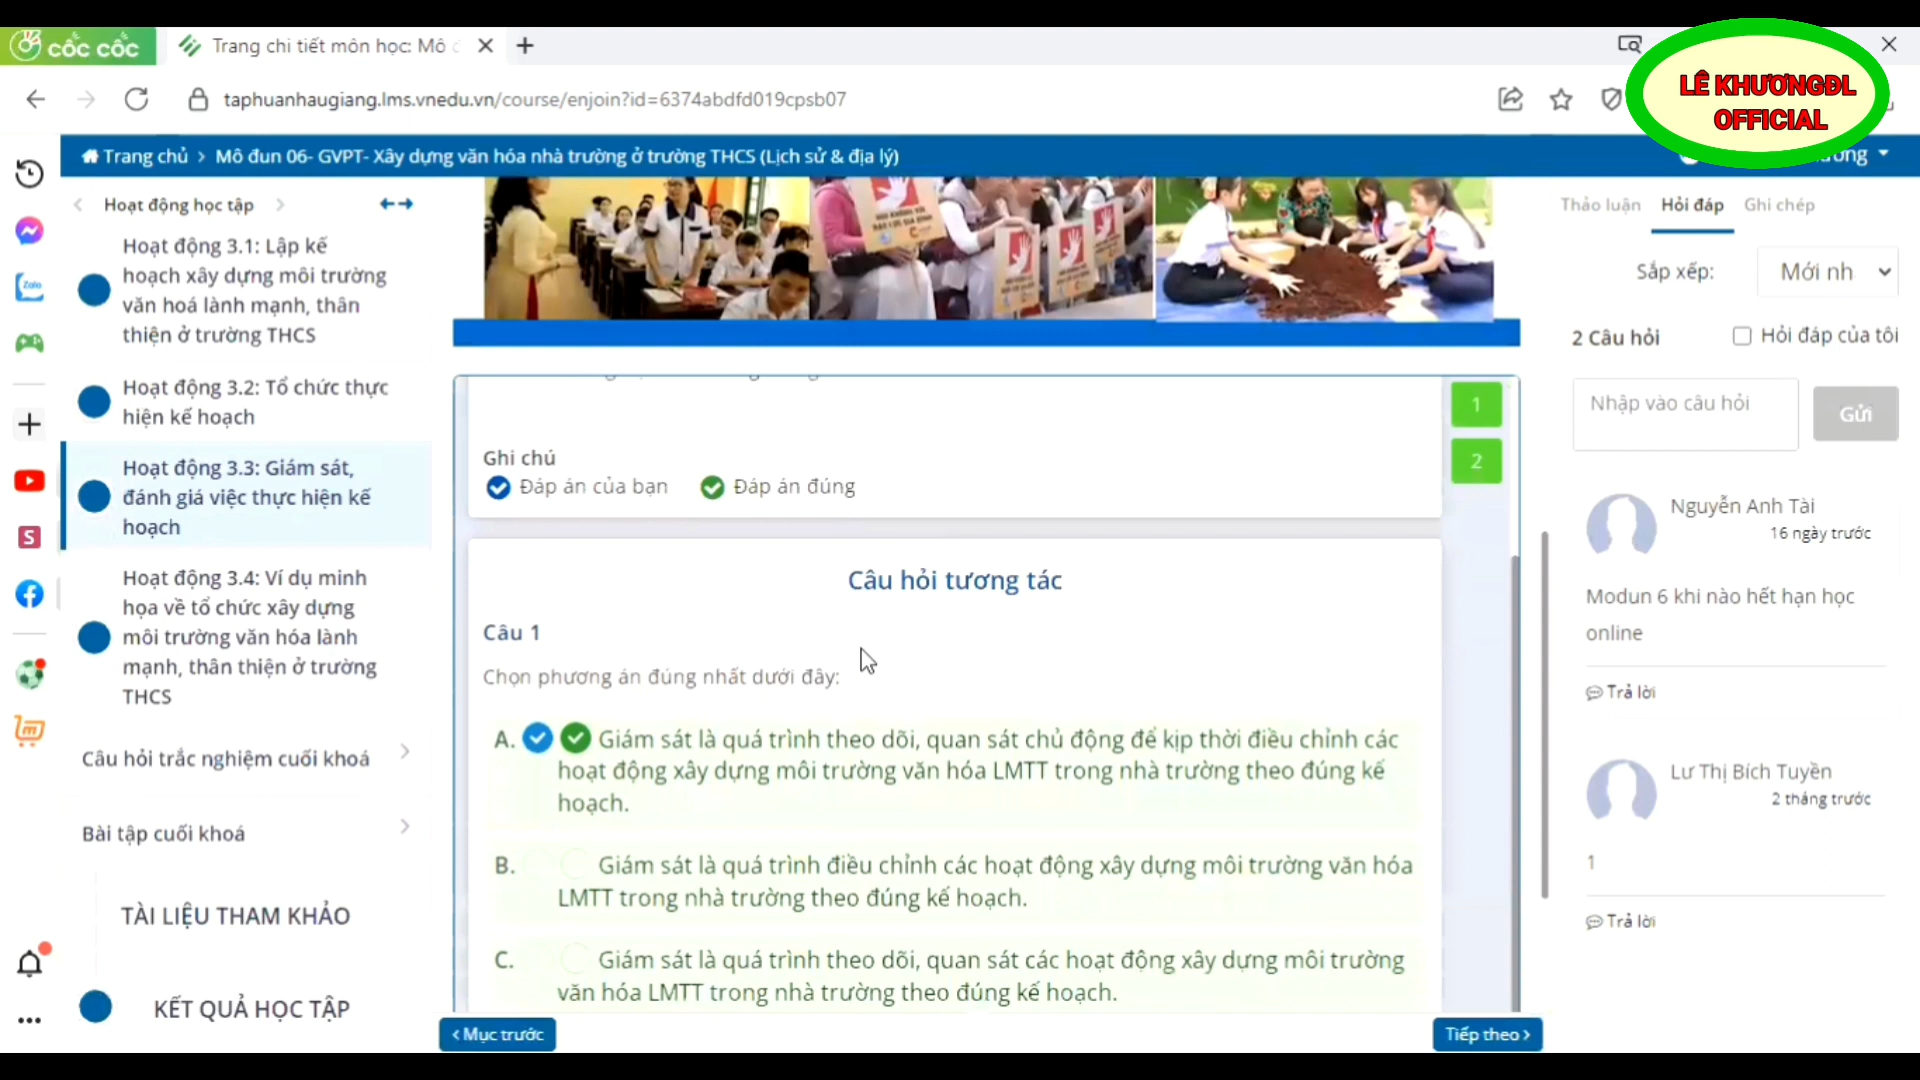 cốc cốc
Trang chi tiết môn học: Mô
LÊ KHƯƠNGĐL
OFFICIAL
taphuanhaugiang.lms.vnedu.vn/course/enjoin?id=6374abdfd019cpsb07
Trang chủ > Mô đun 06- GVPT- Xây dựng văn hóa nhà trường ở trường THCS (Lịch sử & địa lý)
Hoạt động học tập
Hoạt động 3.1: Lập kế
hoạch xây dựng môi trường
văn hoá lành mạnh, thân
thiện ở trường THCS
Hoạt động 3.2: Tổ chức thực
hiện kế hoạch
Hoạt động 3.3: Giám sát,
đánh giá việc thực hiện kế
hoạch
Hoạt động 3.4: Ví dụ minh
họa về tổ chức xây dựng
môi trường văn hóa lành
mạnh, thân thiện ở trường
THCS
Câu hỏi trắc nghiệm cuối khoá
Bài tập cuối khoá
TÀI LIỆU THAM KHẢO
KẾT QUẢ HỌC TẬP
Zalo
Ghi chú
Đáp án của bạn Đáp án đúng
1
2
Câu hỏi tương tác
Câu 1
Chọn phương án đúng nhất dưới đây:
A. Giám sát là quá trình theo dõi, quan sát chủ động để kịp thời điều chỉnh các
hoạt động xây dựng môi trường văn hóa LMTT trong nhà trường theo đúng kế
hoạch.
B. Giám sát là quá trình điều chỉnh các hoạt động xây dựng môi trường văn hóa
LMTT trong nhà trường theo đúng kế hoạch.
C. Giám sát là quá trình theo dõi, quan sát các hoạt động xây dựng môi trường
văn hóa LMTT trong nhà trường theo đúng kế hoạch.
< Mục trước
Tiếp theo >
Thảo luận Hỏi đáp Ghi chép
Sắp xếp: Mới nh
2 Câu hỏi Hỏi đáp của tôi
Nhập vào câu hỏi Gửi
Nguyễn Anh Tài
16 ngày trước
Modun 6 khi nào hết hạn học
online
Trả lời
Lư Thị Bích Tuyền
2 tháng trước
1
Trả lời